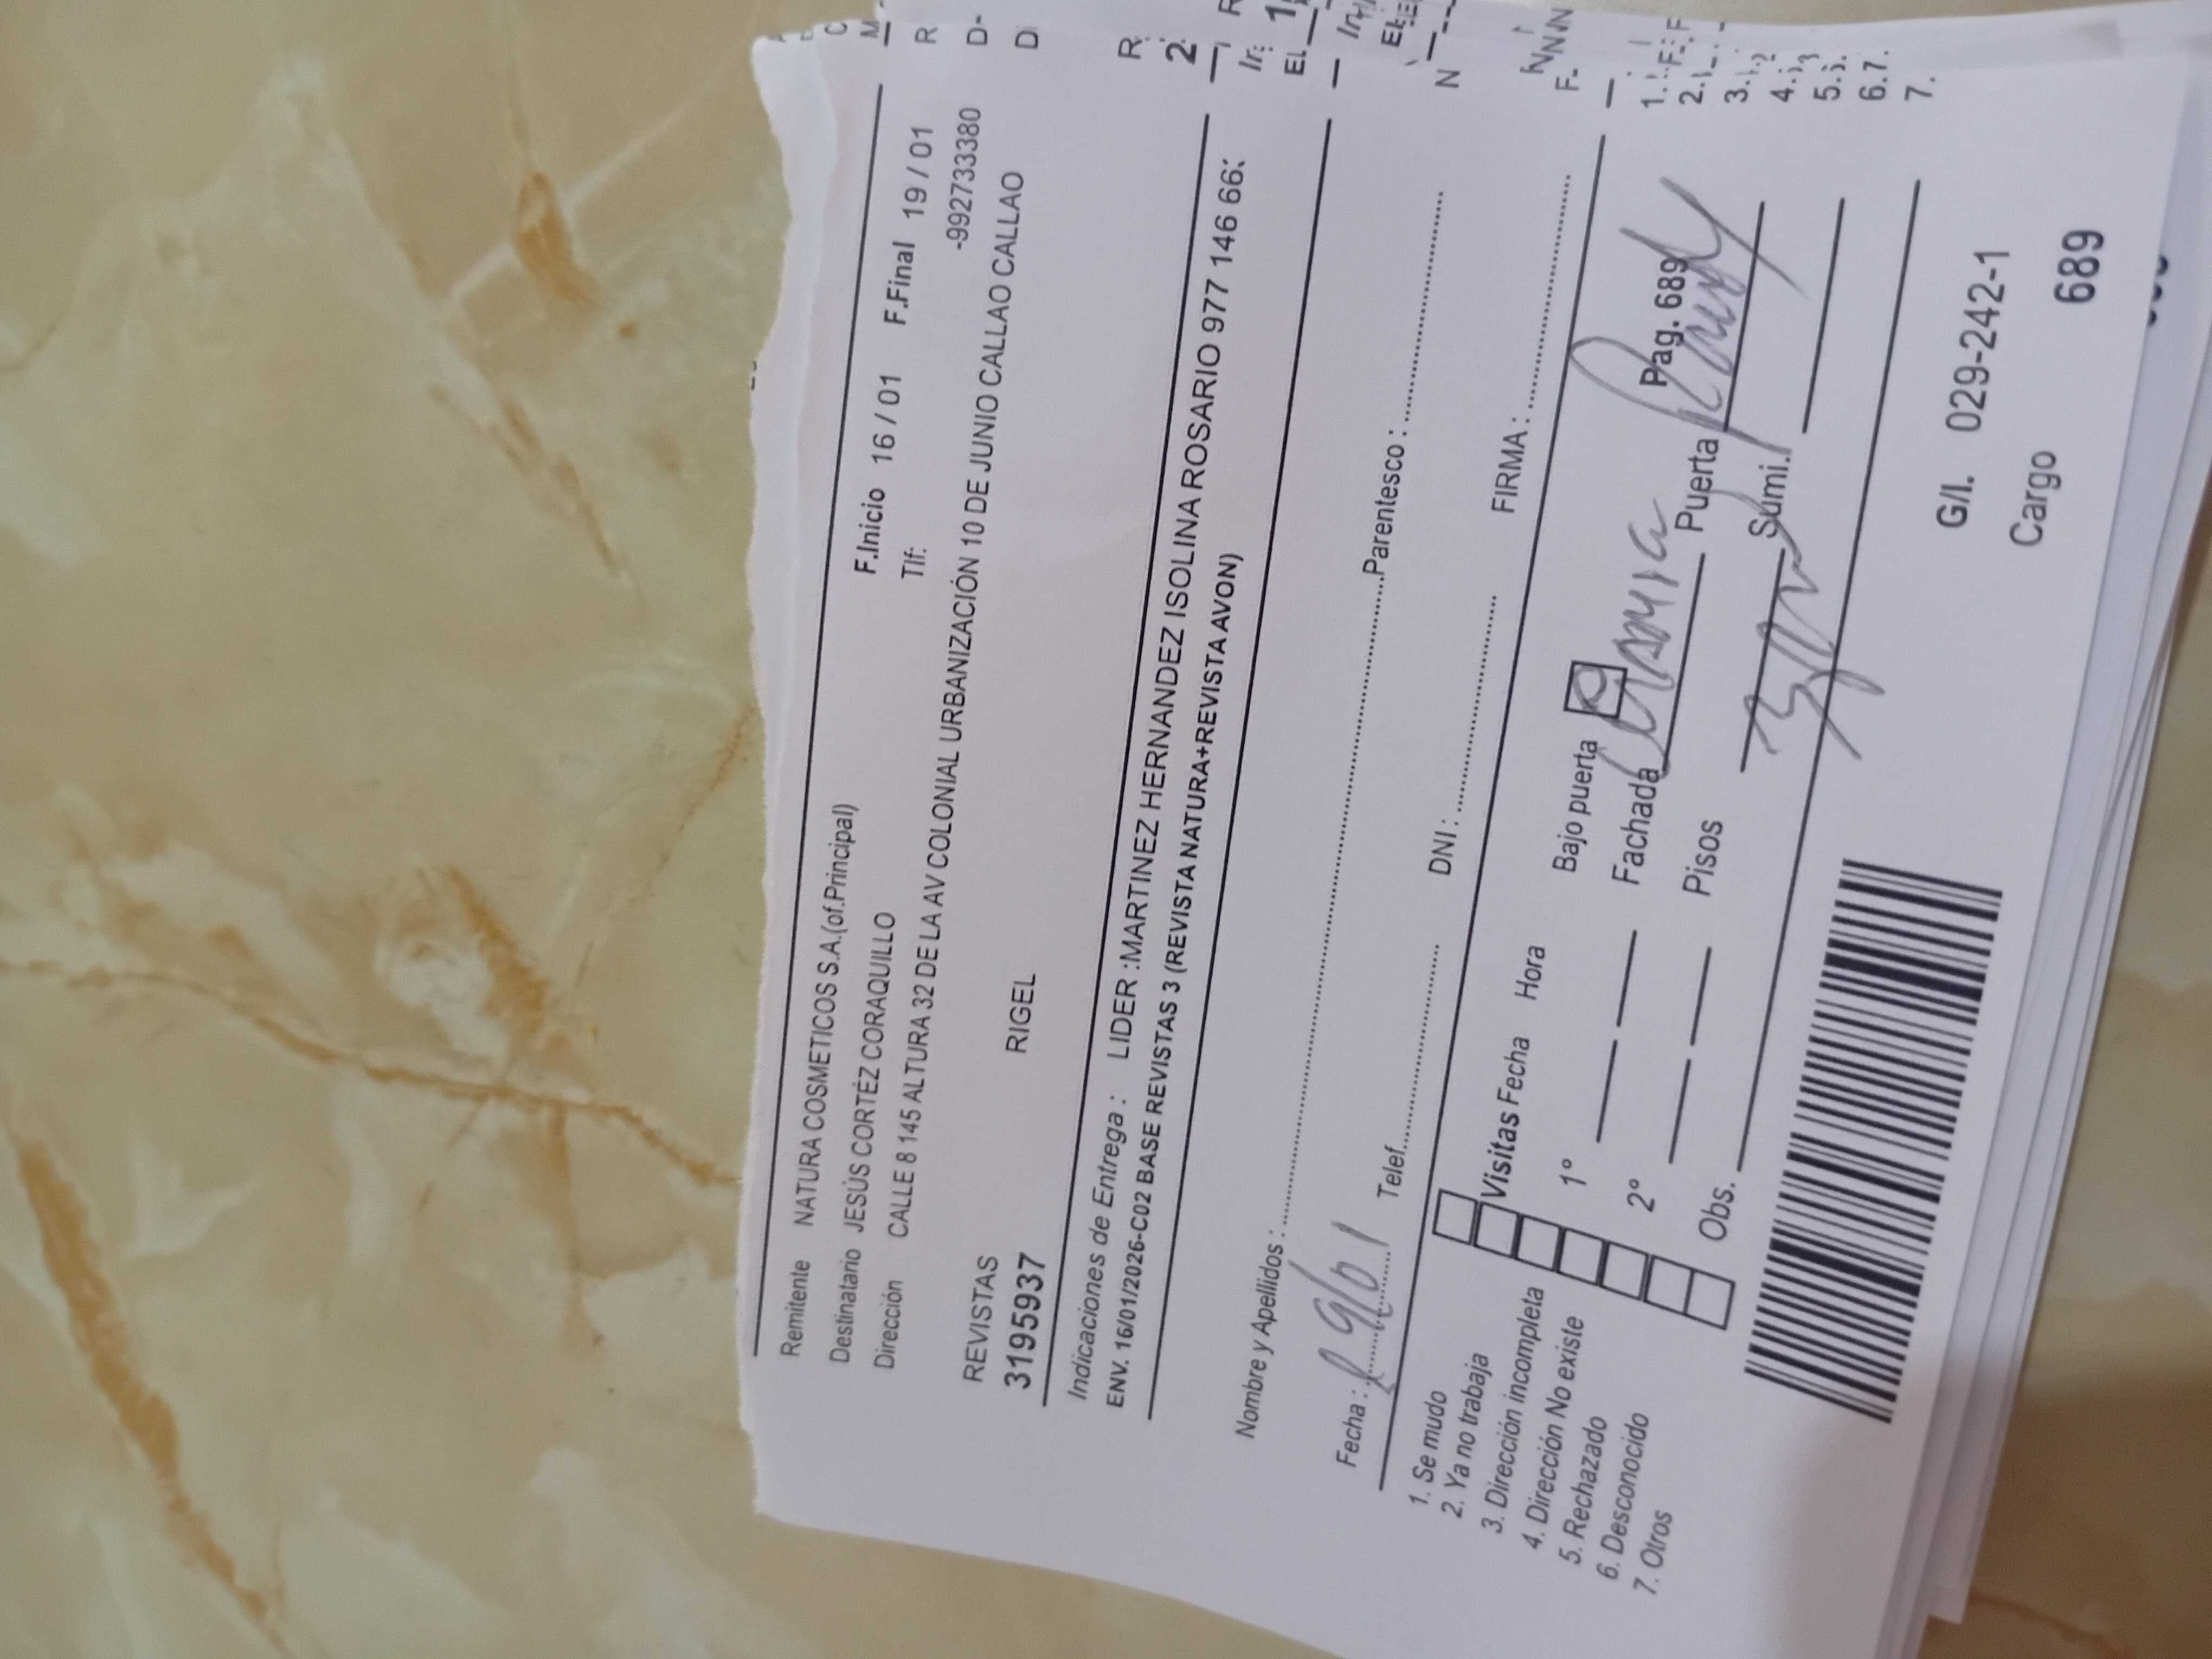 Remitente NATURA COSMETICOS S.A.(of.Principal)
Destinatario JESÚS CORTÉZ CORAQUILLO F.Inicio 16 / 01 F.Final 19 / 01
Dirección CALLE 8 145 ALTURA 32 DE LA AV COLONIAL URBANIZACIÓN 10 DE JUNIO CALLAO CALLAO Tlf: -992733380
REVISTAS
3195937 RIGEL
Indicaciones de Entrega : LIDER :MARTINEZ HERNANDEZ ISOLINA ROSARIO 977 146 66
ENV. 16/01/2026-C02 BASE REVISTAS 3 (REVISTA NATURA+REVISTA AVON)
Nombre y Apellidos : Parentesco :
Fecha : 19/01 Telef. DNI : FIRMA :
1. Se mudo
2. Ya no trabaja
3. Dirección incompleta
4. Dirección No existe
5. Rechazado
6. Desconocido
7. Otros
Visitas Fecha Hora Bajo puerta
1° Fachada Puerta Pag. 689
2° Pisos Sumi.
Obs.
G/I. 029-242-1
Cargo 689